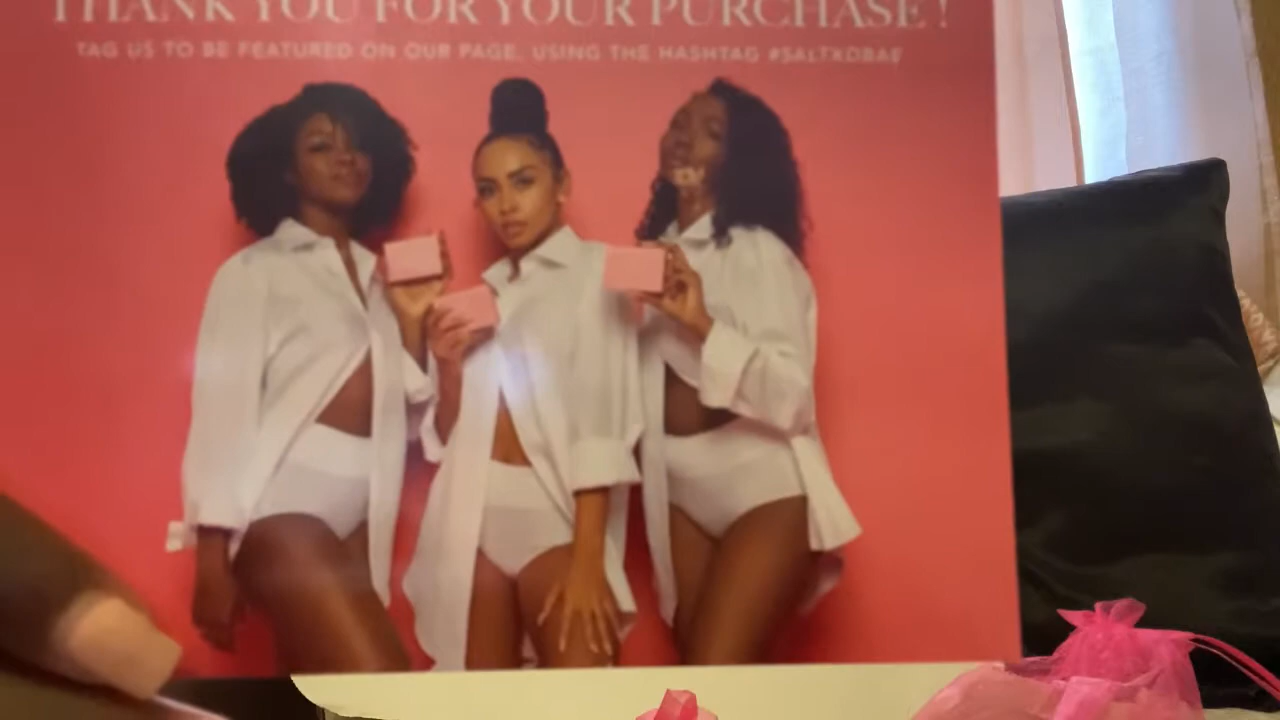 THANK YOU FOR YOUR PURCHASE!
TAG US TO BE FEATURED ON OUR PAGE, USING THE HASHTAG #SALTXOBAE